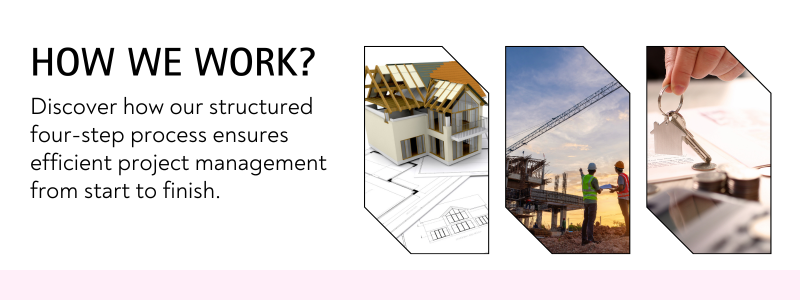 HOW WE WORK?
Discover how our structured
four-step process ensures
efficient project management
from start to finish.